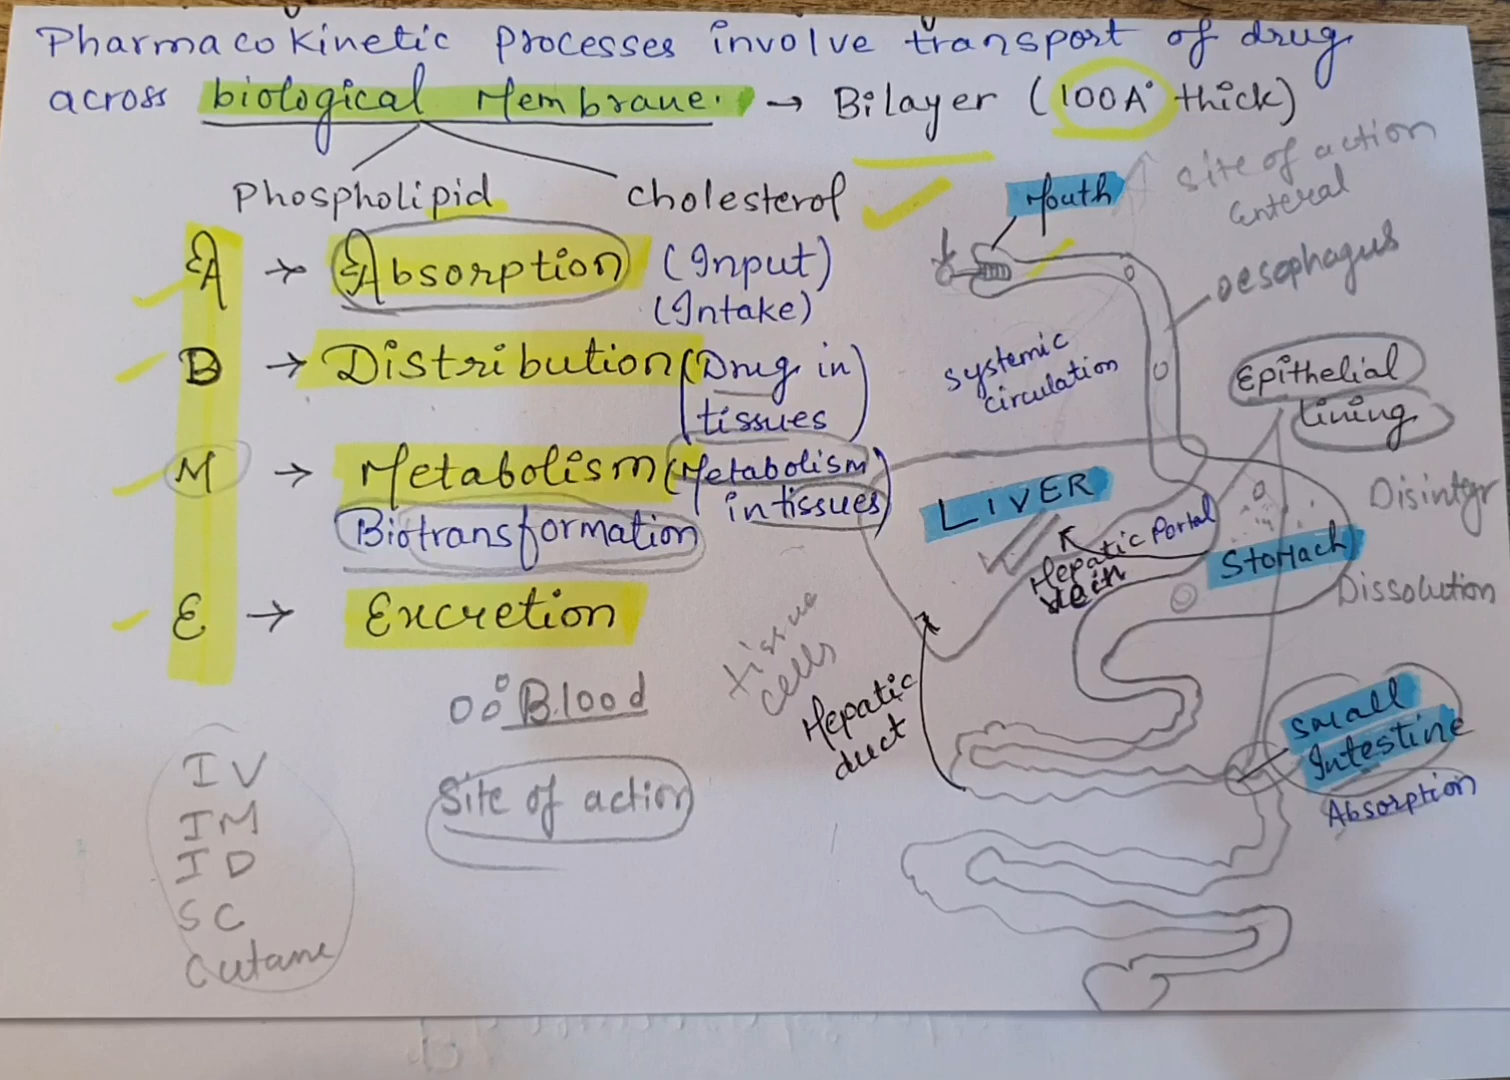 Pharmacokinetic processes involve transport of drug
across biological Membrane. → Bilayer (100A° thick)
Phospholipid
cholesterol
A → Absorption (Input)
(Intake)
D → Distribution (Drug in
tissues)
M → Metabolism (Metabolism
in tissues)
Biotransformation
E → Excretion
Blood
Site of action
IV
IM
ID
SC
Cutane
site of action
enteral
Mouth
oesophagus
systemic
circulation
Epithelial
lining
LIVER
Hepatic Portal
vein
Stomach
Disintegr
Dissolution
tissue
cells
Hepatic
duct
Small
Intestine
Absorption